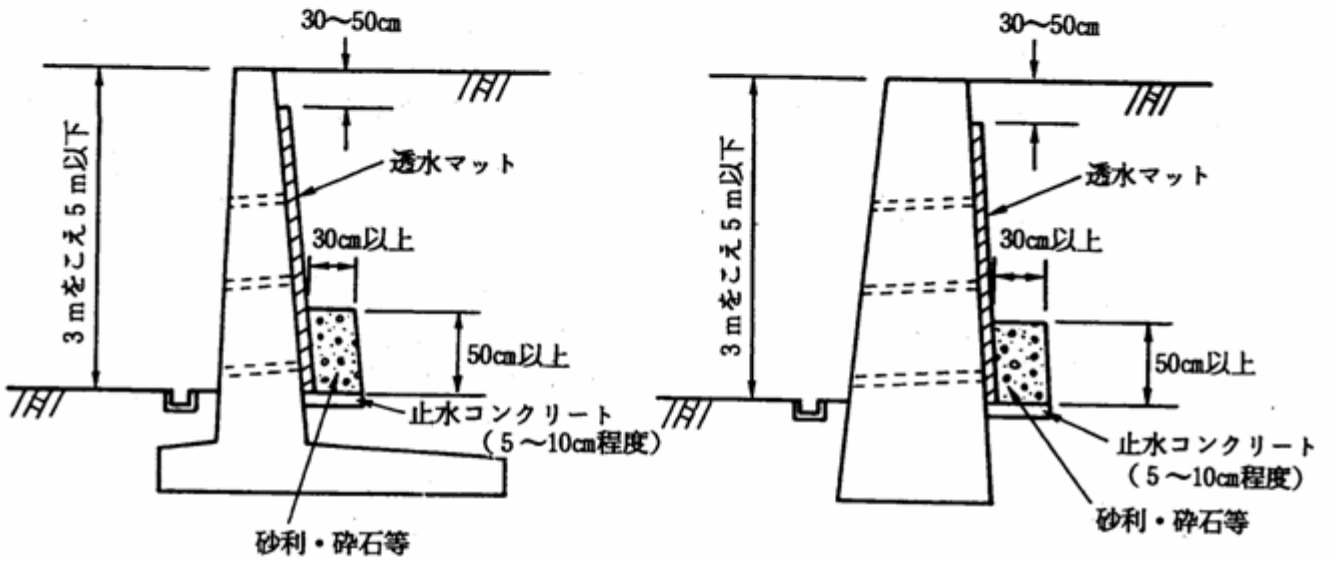 30〜50㎝
3 mをこえ5 m以下
透水マット
30㎝以上
50㎝以上
止水コンクリート
(5〜10㎝程度)
砂利・砕石等
30〜50㎝
3 mをこえ5 m以下
透水マット
30㎝以上
50㎝以上
止水コンクリート
(5〜10㎝程度)
砂利・砕石等